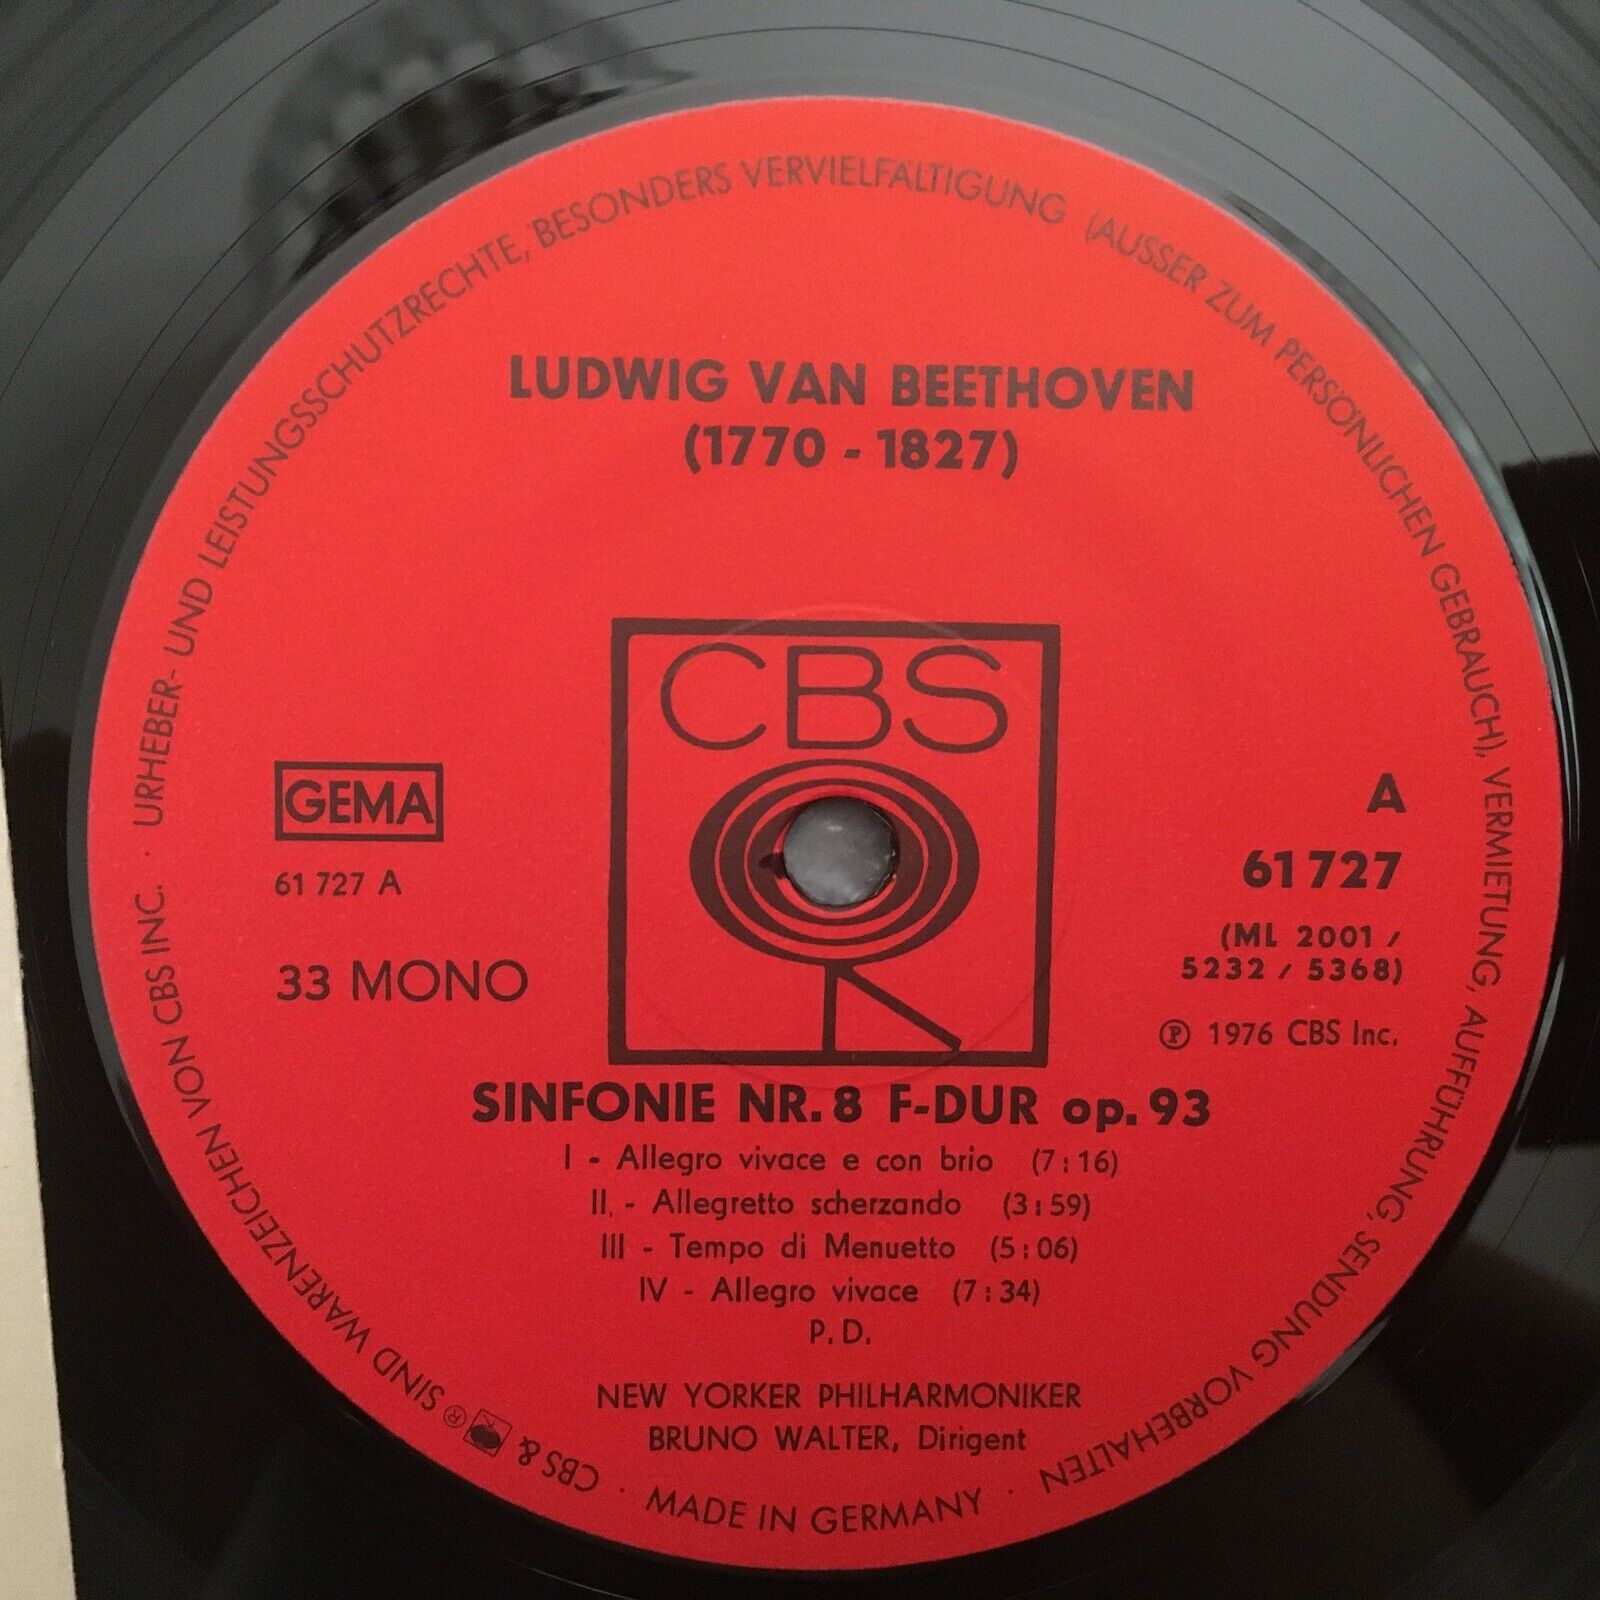 URHEBER- UND LEISTUNGSSCHUTZRECHTE, BESONDERS VERVIELFÄLTIGUNG (AUSSER ZUM PERSÖNLICHEN GEBRAUCH), VERMIETUNG, AUFFÜHRUNG, SENDUNG VORBEHALTEN
LUDWIG VAN BEETHOVEN
(1770 - 1827)
CBS
GEMA
61 727 A
33 MONO
A
61 727
(ML 2001 /
5232 / 5368)
Ⓟ 1976 CBS Inc.
SINFONIE NR. 8 F-DUR op. 93
I - Allegro vivace e con brio (7:16)
II. - Allegretto scherzando (3:59)
III - Tempo di Menuetto (5:06)
IV - Allegro vivace (7:34)
P.D.
NEW YORKER PHILHARMONIKER
BRUNO WALTER, Dirigent
· MADE IN GERMANY ·
CBS & ® SIND WARENZEICHEN VON CBS INC. ·